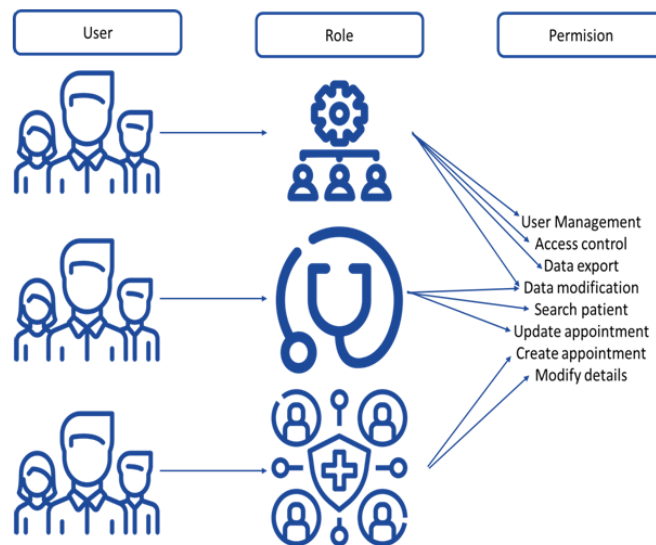 User
Role
Permision
User Management
Access control
Data export
Data modification
Search patient
Update appointment
Create appointment
Modify details